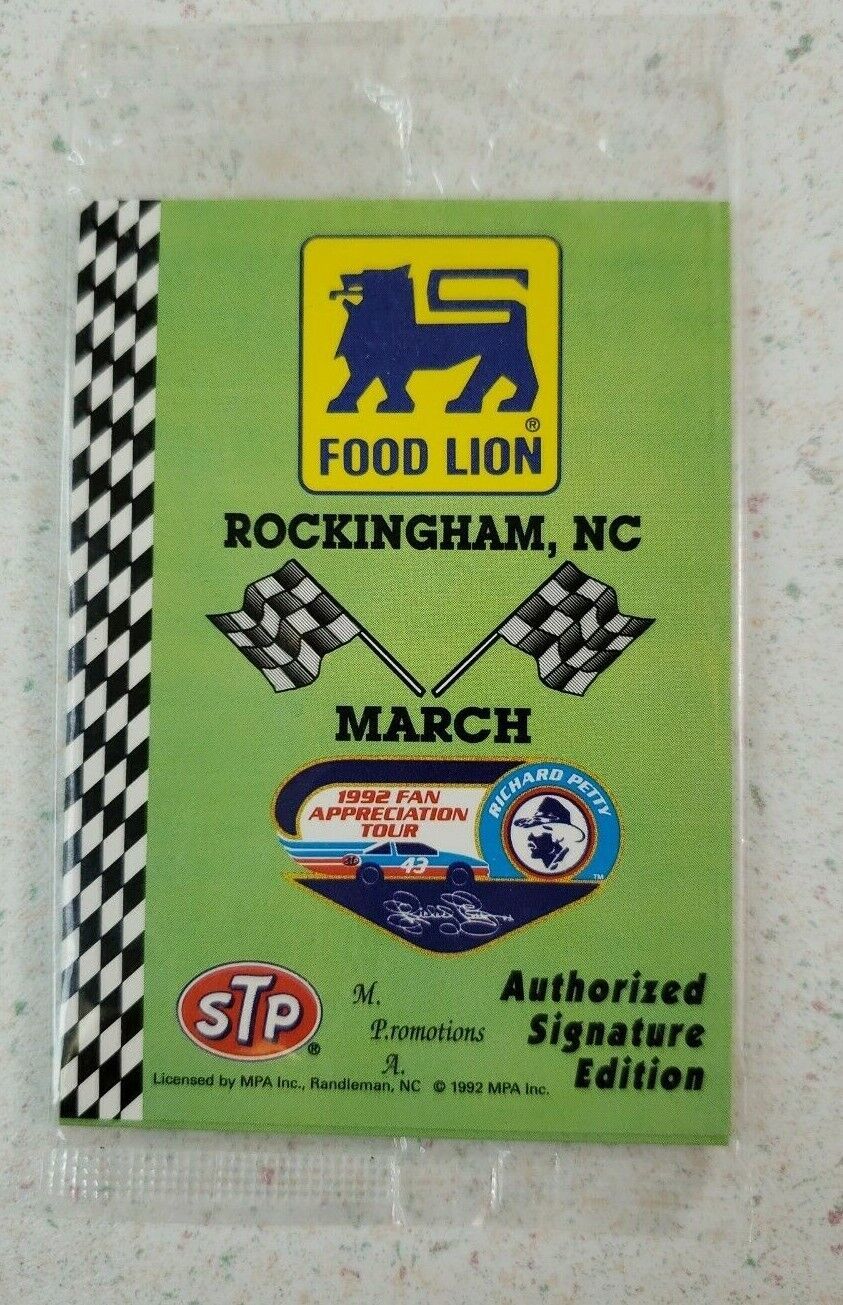 ®
FOOD LION
ROCKINGHAM, NC
MARCH
1992 FAN
APPRECIATION
TOUR
RICHARD PETTY
43
TM
STP®
M.
P.romotions
A.
Authorized
Signature
Edition
Licensed by MPA Inc., Randleman, NC © 1992 MPA Inc.